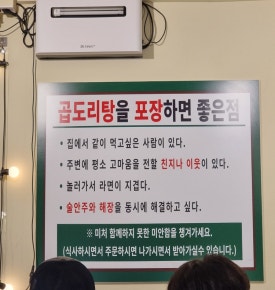 곱도리탕을 포장하면 좋은점
• 집에서 같이 먹고싶은 사람이 있다.
• 주변에 평소 고마움을 전할 친지나 이웃이 있다.
• 놀러가서 라면이 지겹다.
• 술안주와 해장을 동시에 해결하고 싶다.
※ 미처 함께하지 못한 미안함을 챙겨가세요.
(식사하시면서 주문하시면 나가시면서 받아가실수 있습니다.)